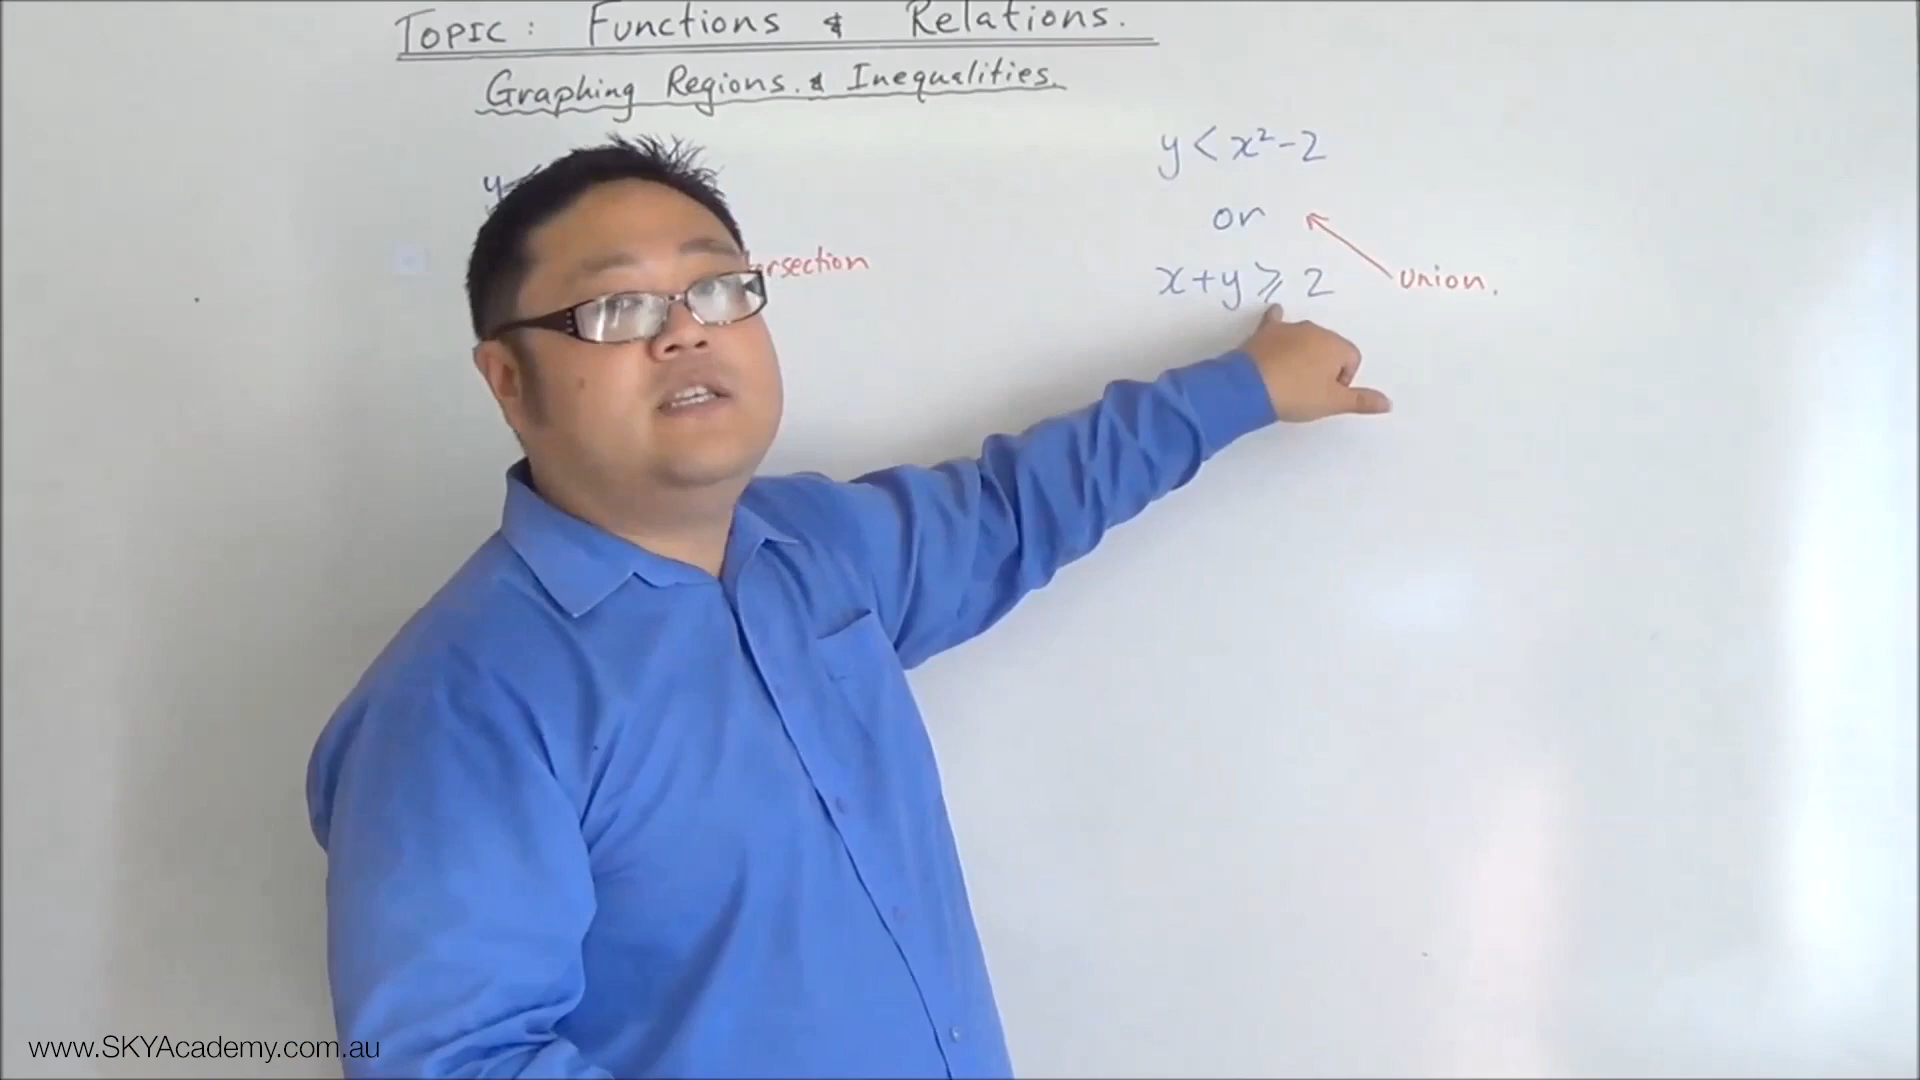 TOPIC: Functions & Relations.
Graphing Regions. & Inequalities.
y
y < x² - 2
or
x + y ⩾ 2
union.
www.SKYAcademy.com.au